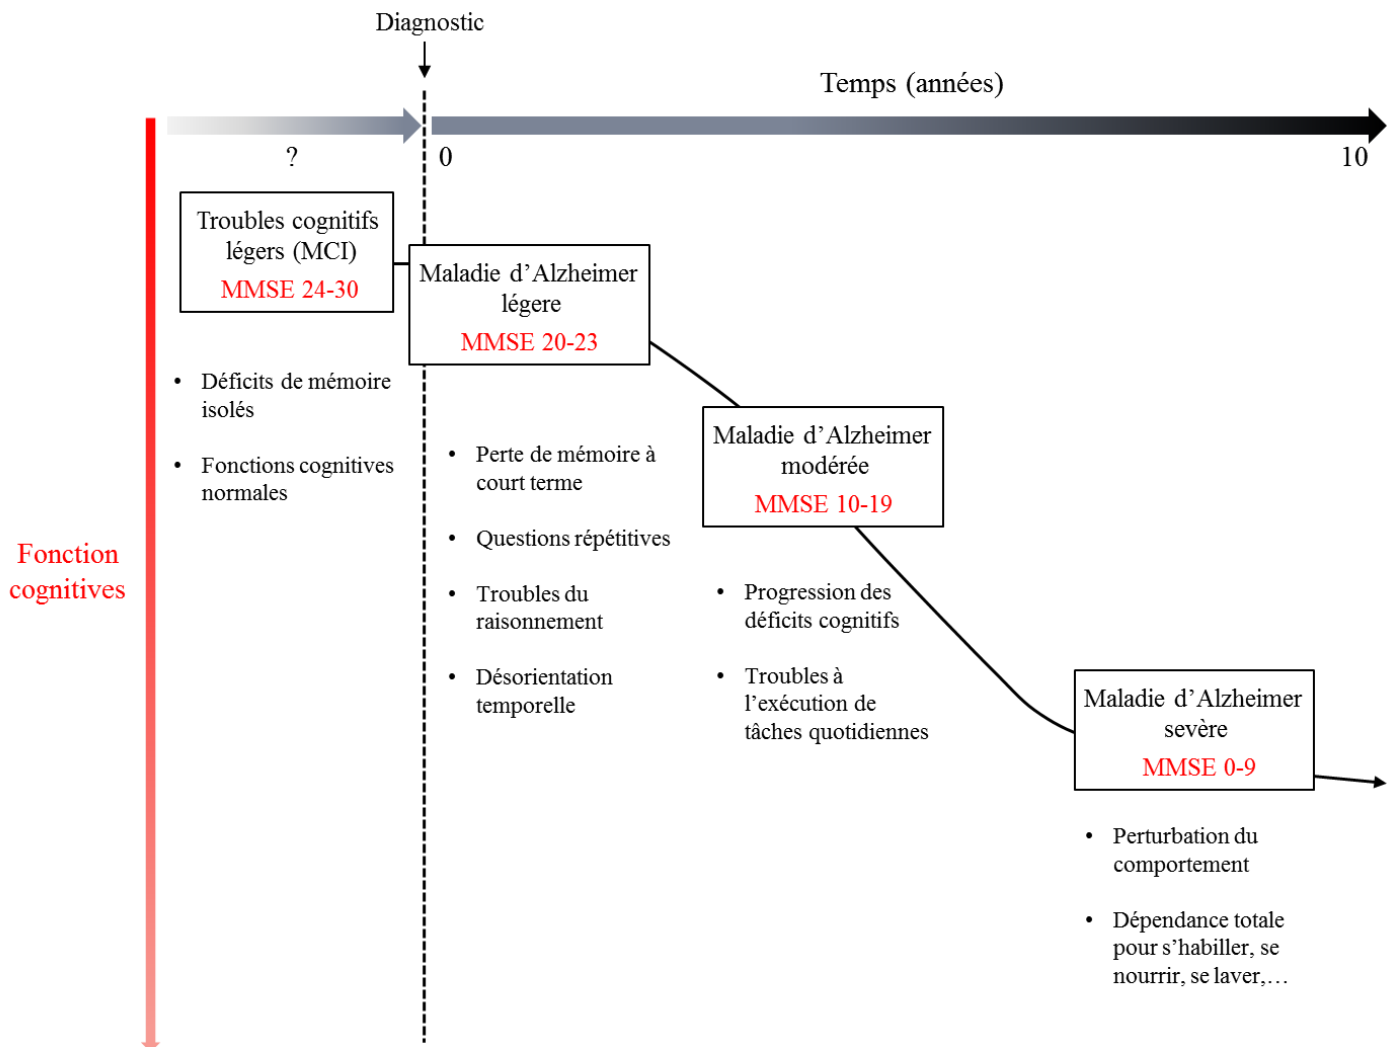 Diagnostic
Temps (années)
?
0
10
Troubles cognitifs
légers (MCI)
MMSE 24-30
Maladie d’Alzheimer
légere
MMSE 20-23
• Déficits de mémoire
isolés
• Fonctions cognitives
normales
• Perte de mémoire à
court terme
• Questions répétitives
• Troubles du
raisonnement
• Désorientation
temporelle
Maladie d’Alzheimer
modérée
MMSE 10-19
Fonction
cognitives
• Progression des
déficits cognitifs
• Troubles à
l’exécution de
tâches quotidiennes
Maladie d’Alzheimer
sevère
MMSE 0-9
• Perturbation du
comportement
• Dépendance totale
pour s’habiller, se
nourrir, se laver,…